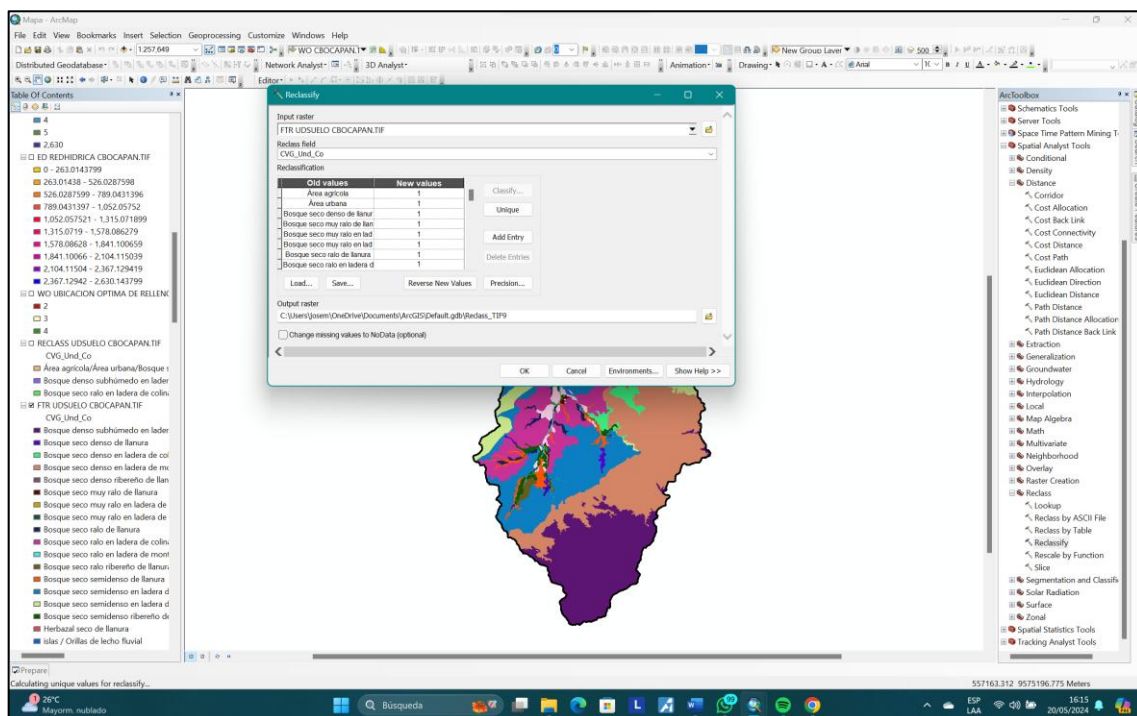 Mapa - ArcMap
File Edit View Bookmarks Insert Selection Geoprocessing Customize Windows Help
1:257,649
WO CBOCAPAN.T
New Group Layer
500
Distributed Geodatabase
Network Analyst
3D Analyst
Animation
Drawing
Arial
Editor
Table Of Contents
4
5
2,630
ED REDHIDRICA CBOCAPAN.TIF
0 - 263.0143799
263.01438 - 526.0287598
526.0287599 - 789.0431396
789.0431397 - 1,052.05752
1,052.057521 - 1,315.071899
1,315.0719 - 1,578.086279
1,578.08628 - 1,841.100659
1,841.10066 - 2,104.115039
2,104.11504 - 2,367.129419
2,367.12942 - 2,630.143799
WO UBICACION OPTIMA DE RELLENO
2
3
4
RECLASS UDSUELO CBOCAPAN.TIF
CVG_Und_Co
Área agrícola/Área urbana/Bosque s
Bosque denso subhúmedo en lader
Bosque seco ralo en ladera de colin
FTR UDSUELO CBOCAPAN.TIF
CVG_Und_Co
Bosque denso subhúmedo en lader
Bosque seco denso de llanura
Bosque seco denso en ladera de col
Bosque seco denso en ladera de mo
Bosque seco denso ribereño de llan
Bosque seco muy ralo de llanura
Bosque seco muy ralo en ladera de
Bosque seco muy ralo en ladera de
Bosque seco ralo de llanura
Bosque seco ralo en ladera de colin
Bosque seco ralo en ladera de mont
Bosque seco ralo ribereño de llanura
Bosque seco semidenso de llanura
Bosque seco semidenso en ladera d
Bosque seco semidenso en ladera d
Bosque seco semidenso ribereño de
Herbazal seco de llanura
islas / Orillas de lecho fluvial
Reclassify
Input raster
FTR UDSUELO CBOCAPAN.TIF
Reclass field
CVG_Und_Co
Reclassification
Old values New values
Área agrícola 1
Área urbana 1
Bosque seco denso de llanur 1
Bosque seco muy ralo de llan 1
Bosque seco muy ralo en lad 1
Bosque seco muy ralo en lad 1
Bosque seco ralo de llanura 1
Bosque seco ralo en ladera d 1
Classify...
Unique
Add Entry
Delete Entries
Load... Save... Reverse New Values Precision...
Output raster
C:\Users\Josem\OneDrive\Documents\ArcGIS\Default.gdb\Reclass_TIF9
Change missing values to NoData (optional)
OK Cancel Environments... Show Help >>
ArcToolbox
Schematics Tools
Server Tools
Space Time Pattern Mining T
Spatial Analyst Tools
Conditional
Density
Distance
Corridor
Cost Allocation
Cost Back Link
Cost Connectivity
Cost Distance
Cost Path
Euclidean Allocation
Euclidean Direction
Euclidean Distance
Path Distance
Path Distance Allocation
Path Distance Back Link
Extraction
Generalization
Groundwater
Hydrology
Interpolation
Local
Map Algebra
Math
Multivariate
Neighborhood
Overlay
Raster Creation
Reclass
Lookup
Reclass by ASCII File
Reclass by Table
Reclassify
Rescale by Function
Slice
Segmentation and Classifi
Solar Radiation
Surface
Zonal
Spatial Statistics Tools
Tracking Analyst Tools
Prepare
Calculating unique values for reclassify...
557163.312 9575196.775 Meters
26°C
Mayorm. nublado
Búsqueda
ESP
LAA
16:15
20/05/2024